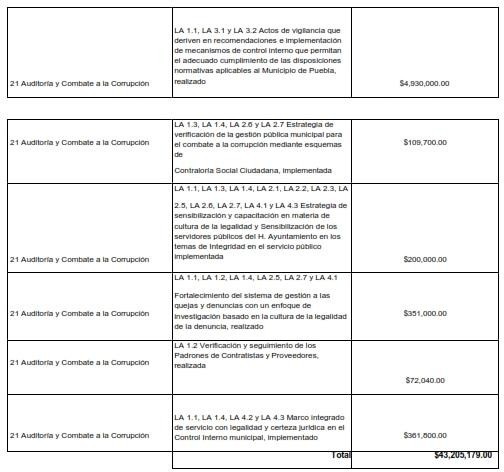 LA 1.1, LA 3.1 y LA 3.2 Actos de vigilancia que
deriven en recomendaciones e implementación
de mecanismos de control interno que permitan
el adecuado cumplimiento de las disposiciones
normativas aplicables al Municipio de Puebla,
realizado
21 Auditoría y Combate a la Corrupción
$4,930,000.00
LA 1.3, LA 1.4, LA 2.6 y LA 2.7 Estrategia de
verificación de la gestión pública municipal para
el combate a la corrupción mediante esquemas
de
Contraloría Social Ciudadana, implementada
21 Auditoría y Combate a la Corrupción
$109,700.00
LA 1.1, LA 1.3, LA 1.4, LA 2.1, LA 2.2, LA 2.3, LA
2.5, LA 2.6, LA 2.7, LA 4.1 y LA 4.3 Estrategia de
sensibilización y capacitación en materia de
cultura de la legalidad y Sensibilización de los
servidores públicos del H. Ayuntamiento en los
temas de Integridad en el servicio público
implementada
21 Auditoría y Combate a la Corrupción
$200,000.00
LA 1.1, LA 1.2, LA 1.4, LA 2.5, LA 2.7 y LA 4.1
Fortalecimiento del sistema de gestión a las
quejas y denuncias con un enfoque de
investigación basado en la cultura de la legalidad
de la denuncia, realizado
21 Auditoría y Combate a la Corrupción
$351,000.00
LA 1.2 Verificación y seguimiento de los
Padrones de Contratistas y Proveedores,
realizada
21 Auditoría y Combate a la Corrupción
$72,040.00
LA 1.1, LA 1.4, LA 4.2 y LA 4.3 Marco integrado
de servicio con legalidad y certeza jurídica en el
Control Interno municipal, implementado
21 Auditoría y Combate a la Corrupción
$361,800.00
Total $43,205,179.00